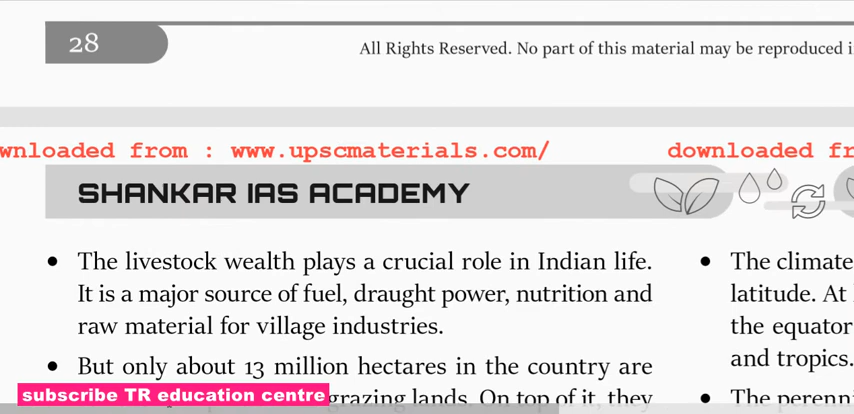 28
All Rights Reserved. No part of this material may be reproduced i
wnloaded from : www.upscmaterials.com/
downloaded fr
SHANKAR IAS ACADEMY
• The livestock wealth plays a crucial role in Indian life.
It is a major source of fuel, draught power, nutrition and
raw material for village industries.
• But only about 13 million hectares in the country are
grazing lands. On top of it, they
• The climate
latitude. At
the equator
and tropics.
• The perenni
subscribe TR education centre